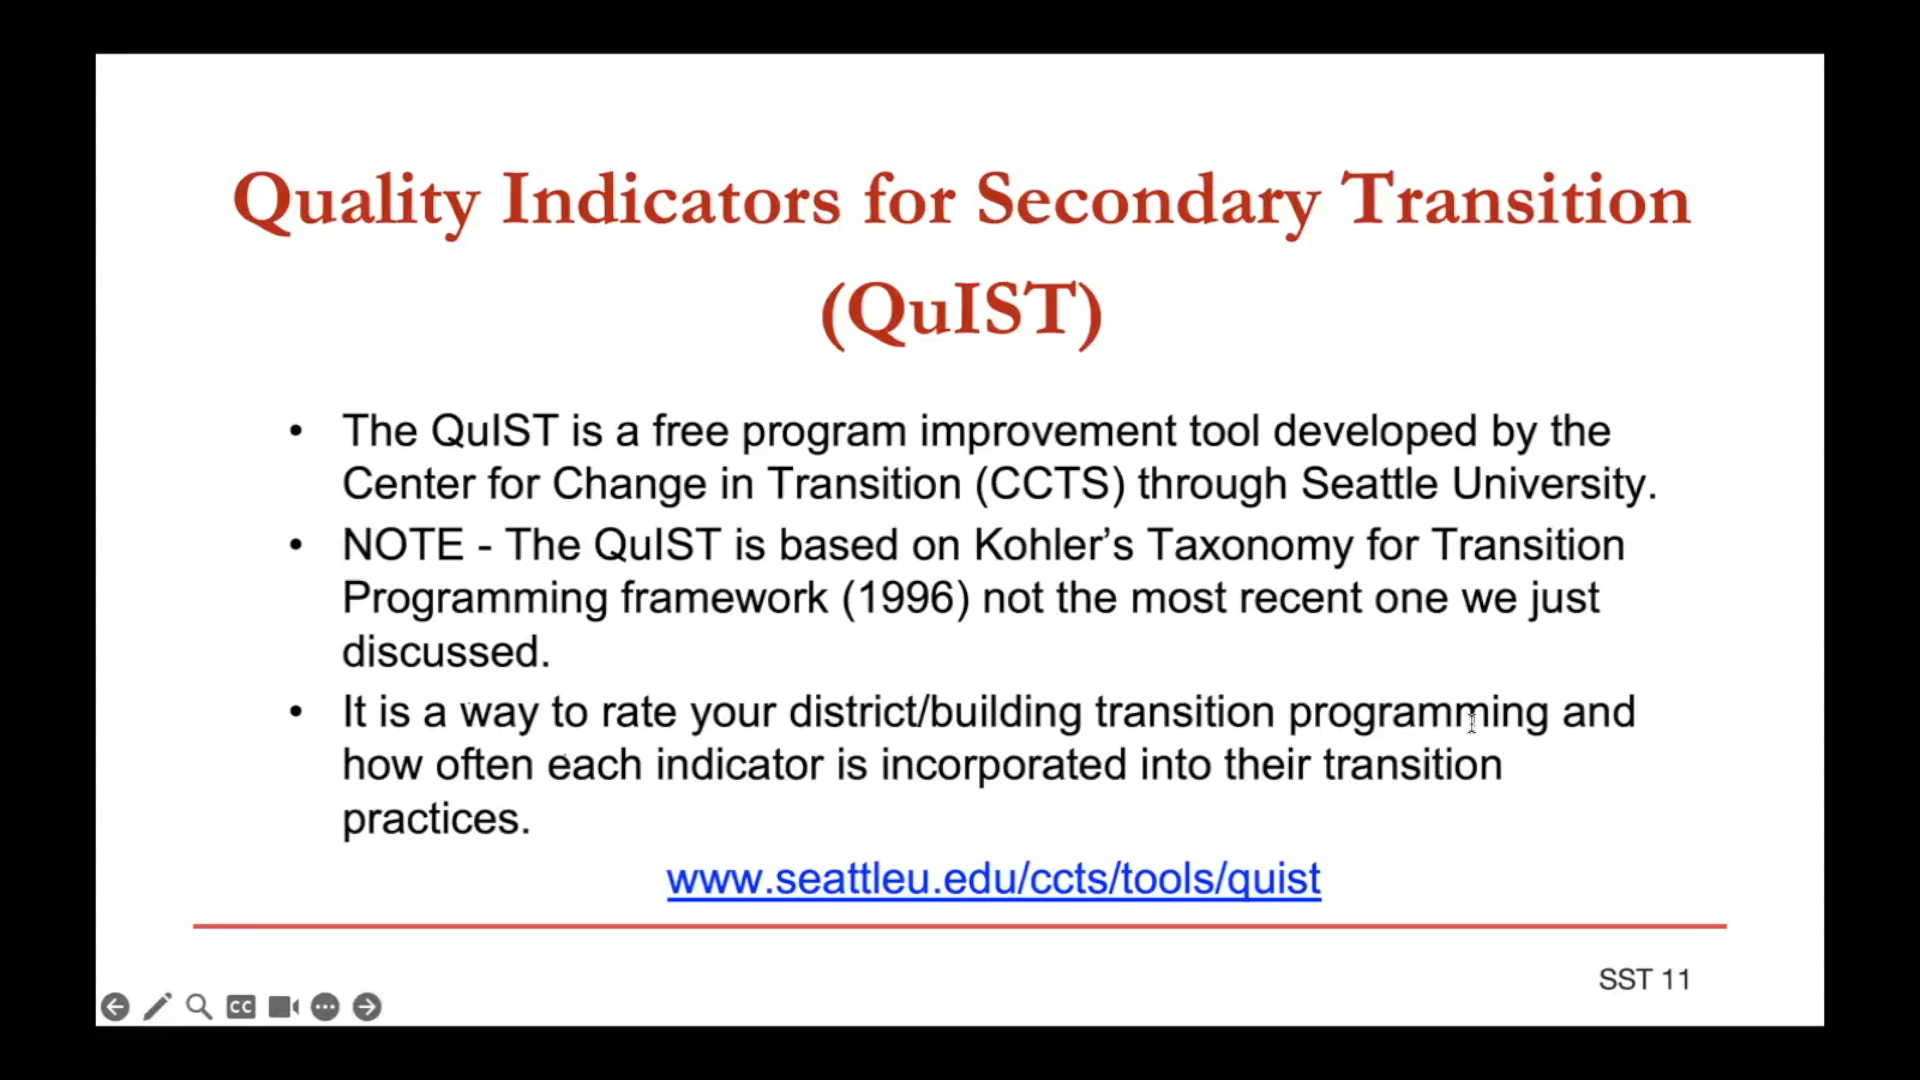 Quality Indicators for Secondary Transition
(QuIST)
• The QuIST is a free program improvement tool developed by the
Center for Change in Transition (CCTS) through Seattle University.
• NOTE - The QuIST is based on Kohler’s Taxonomy for Transition
Programming framework (1996) not the most recent one we just
discussed.
• It is a way to rate your district/building transition programming and
how often each indicator is incorporated into their transition
practices.
www.seattleu.edu/ccts/tools/quist
SST 11
CC